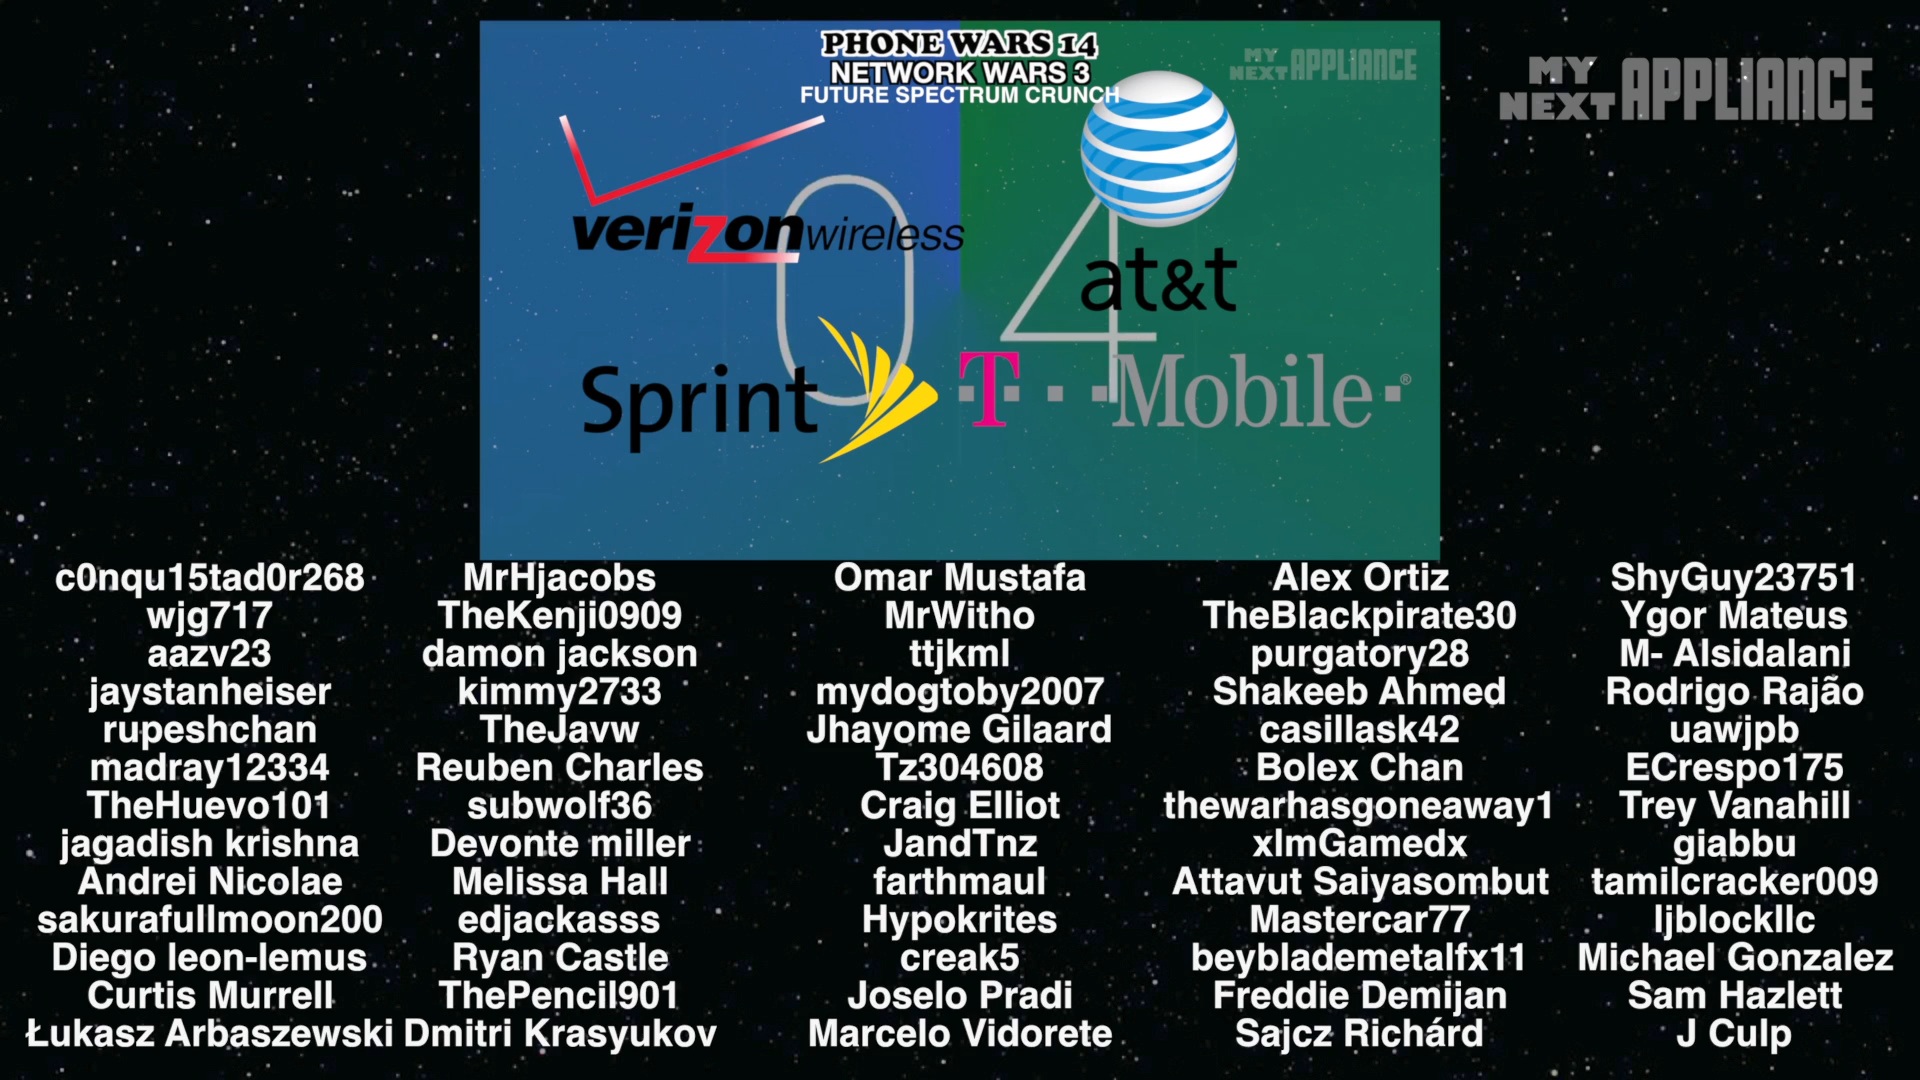 PHONE WARS 14
NETWORK WARS 3
FUTURE SPECTRUM CRUNCH
MY NEXT APPLIANCE
MY NEXT APPLIANCE
verizonwireless
04
at&t
Sprint
T··Mobile·®
c0nqu15tad0r268
wjg717
aazv23
jaystanheiser
rupeshchan
madray12334
TheHuevo101
jagadish krishna
Andrei Nicolae
sakurafullmoon200
Diego leon-lemus
Curtis Murrell
Łukasz Arbaszewski
MrHjacobs
TheKenji0909
damon jackson
kimmy2733
TheJavw
Reuben Charles
subwolf36
Devonte miller
Melissa Hall
edjackasss
Ryan Castle
ThePencil901
Dmitri Krasyukov
Omar Mustafa
MrWitho
ttjkml
mydogtoby2007
Jhayome Gilaard
Tz304608
Craig Elliot
JandTnz
farthmaul
Hypokrites
creak5
Joselo Pradi
Marcelo Vidorete
Alex Ortiz
TheBlackpirate30
purgatory28
Shakeeb Ahmed
casillask42
Bolex Chan
thewarhasgoneaway1
xlmGamedx
Attavut Saiyasombut
Mastercar77
beyblademetalfx11
Freddie Demijan
Sajcz Richárd
ShyGuy23751
Ygor Mateus
M- Alsidalani
Rodrigo Rajão
uawjpb
ECrespo175
Trey Vanahill
giabbu
tamilcracker009
ljblockllc
Michael Gonzalez
Sam Hazlett
J Culp